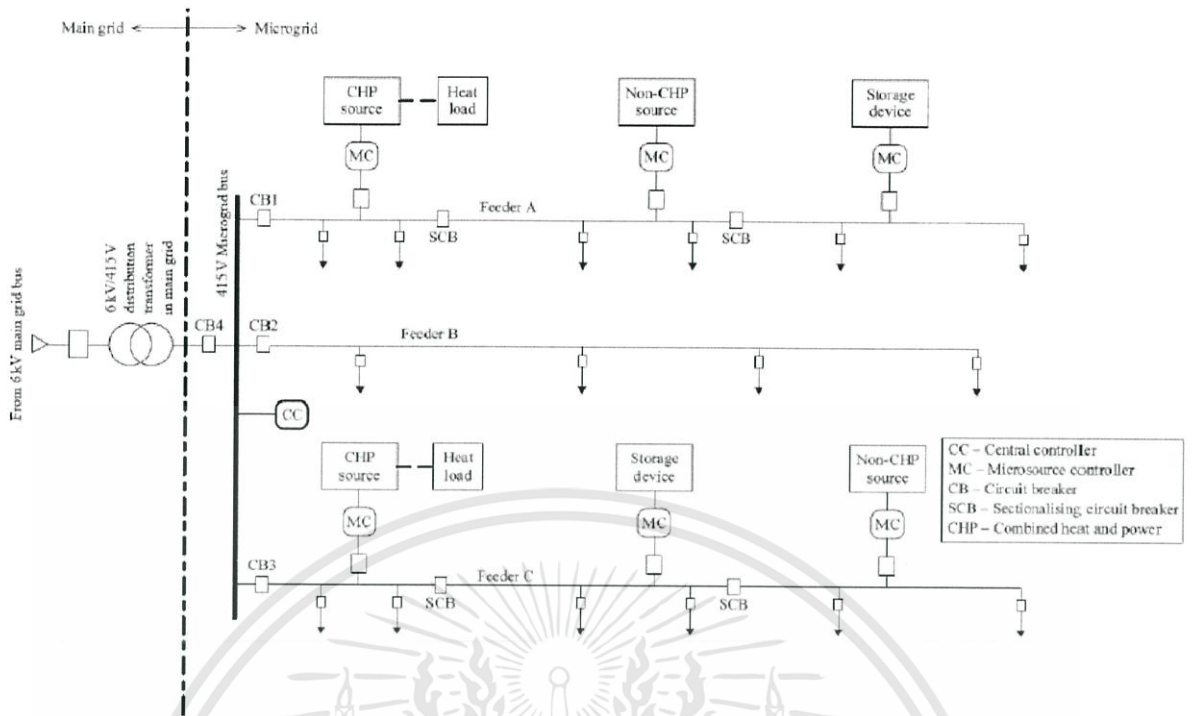 Main grid
Microgrid
CHP
source
Heat
load
Non-CHP
source
Storage
device
MC
MC
MC
415 V Microgrid bus
CB1
Feeder A
SCB
SCB
From 6 kV main grid bus
6 kV/415 V
distribution
transformer
in main grid
CB4
CB2
Feeder B
CC
CHP
source
Heat
load
Storage
device
Non-CHP
source
MC
MC
MC
CB3
Feeder C
SCB
SCB
CC – Central controller
MC – Microsource controller
CB – Circuit breaker
SCB – Sectionalising circuit breaker
CHP – Combined heat and power